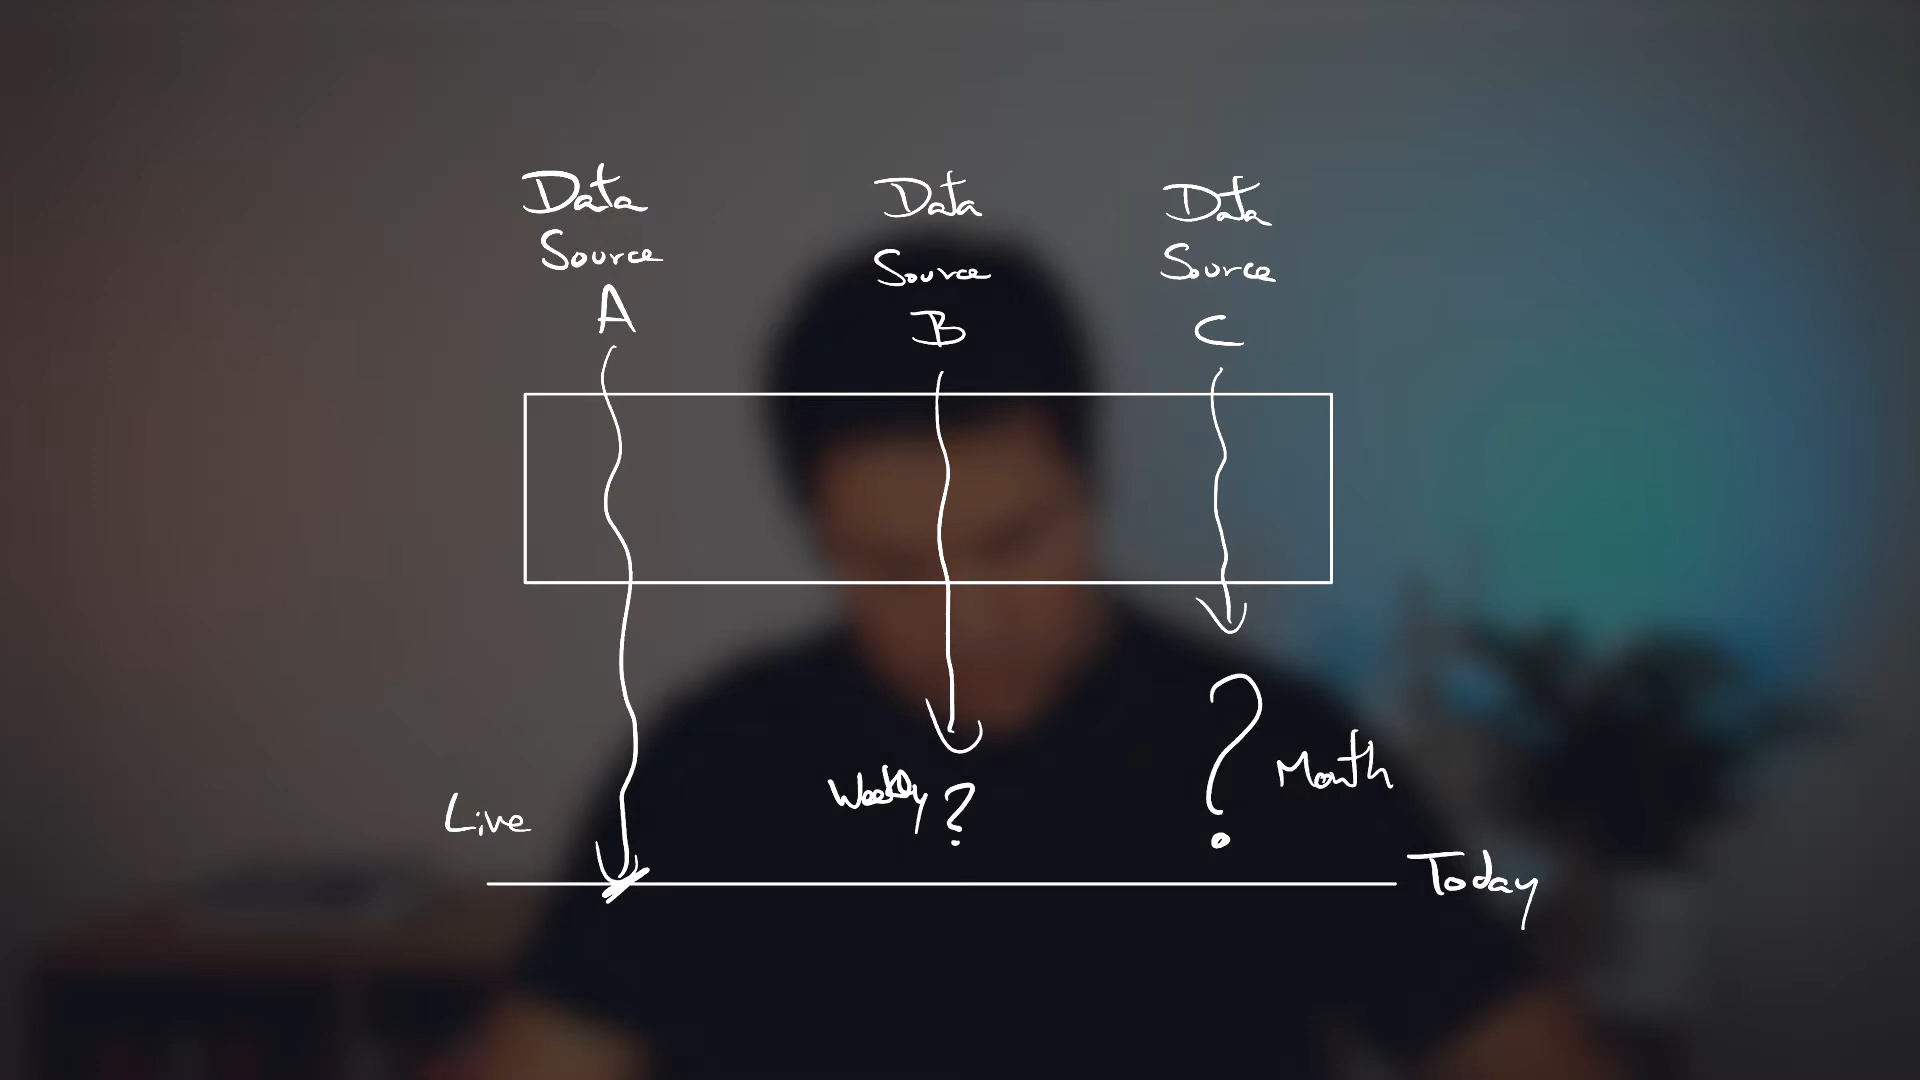 Data
Source
A
Data
Source
B
Data
Source
C
Live
Weekly ?
? Month
Today